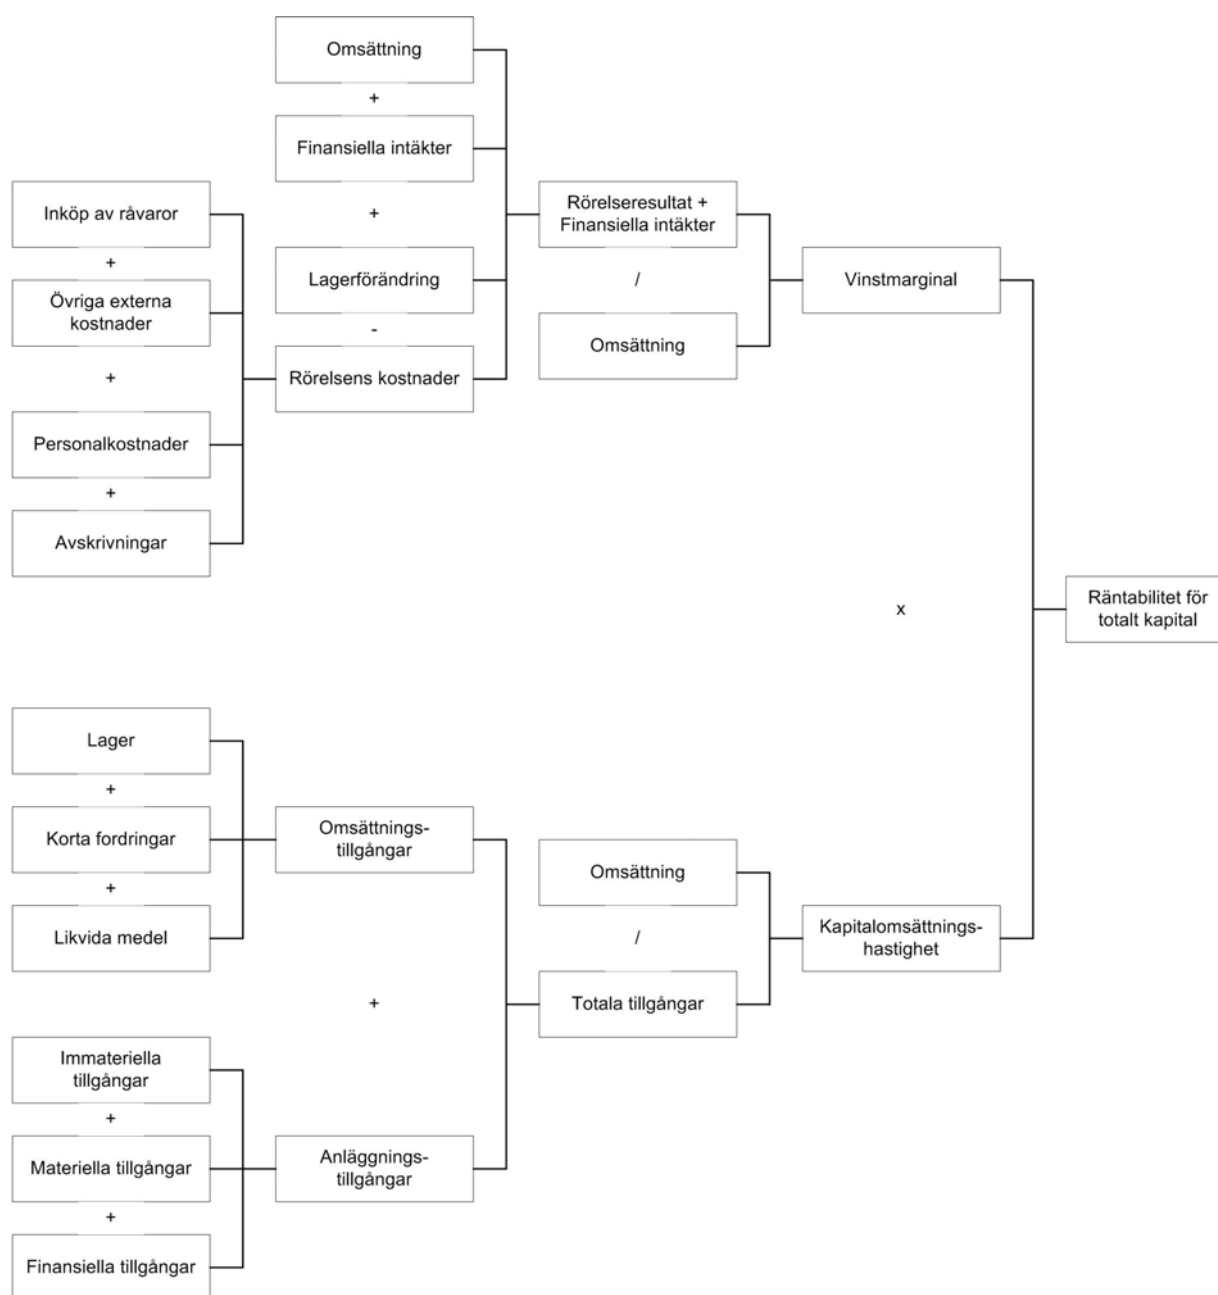 Omsättning
+
Finansiella intäkter
+
Lagerförändring
-
Rörelsens kostnader
Inköp av råvaror
+
Övriga externa
kostnader
+
Personalkostnader
+
Avskrivningar
Rörelseresultat +
Finansiella intäkter
/
Omsättning
Vinstmarginal
x
Räntabilitet för
totalt kapital
Lager
+
Korta fordringar
+
Likvida medel
Omsättnings-
tillgångar
+
Immateriella
tillgångar
+
Materiella tillgångar
+
Finansiella tillgångar
Anläggnings-
tillgångar
Omsättning
/
Totala tillgångar
Kapitalomsättnings-
hastighet